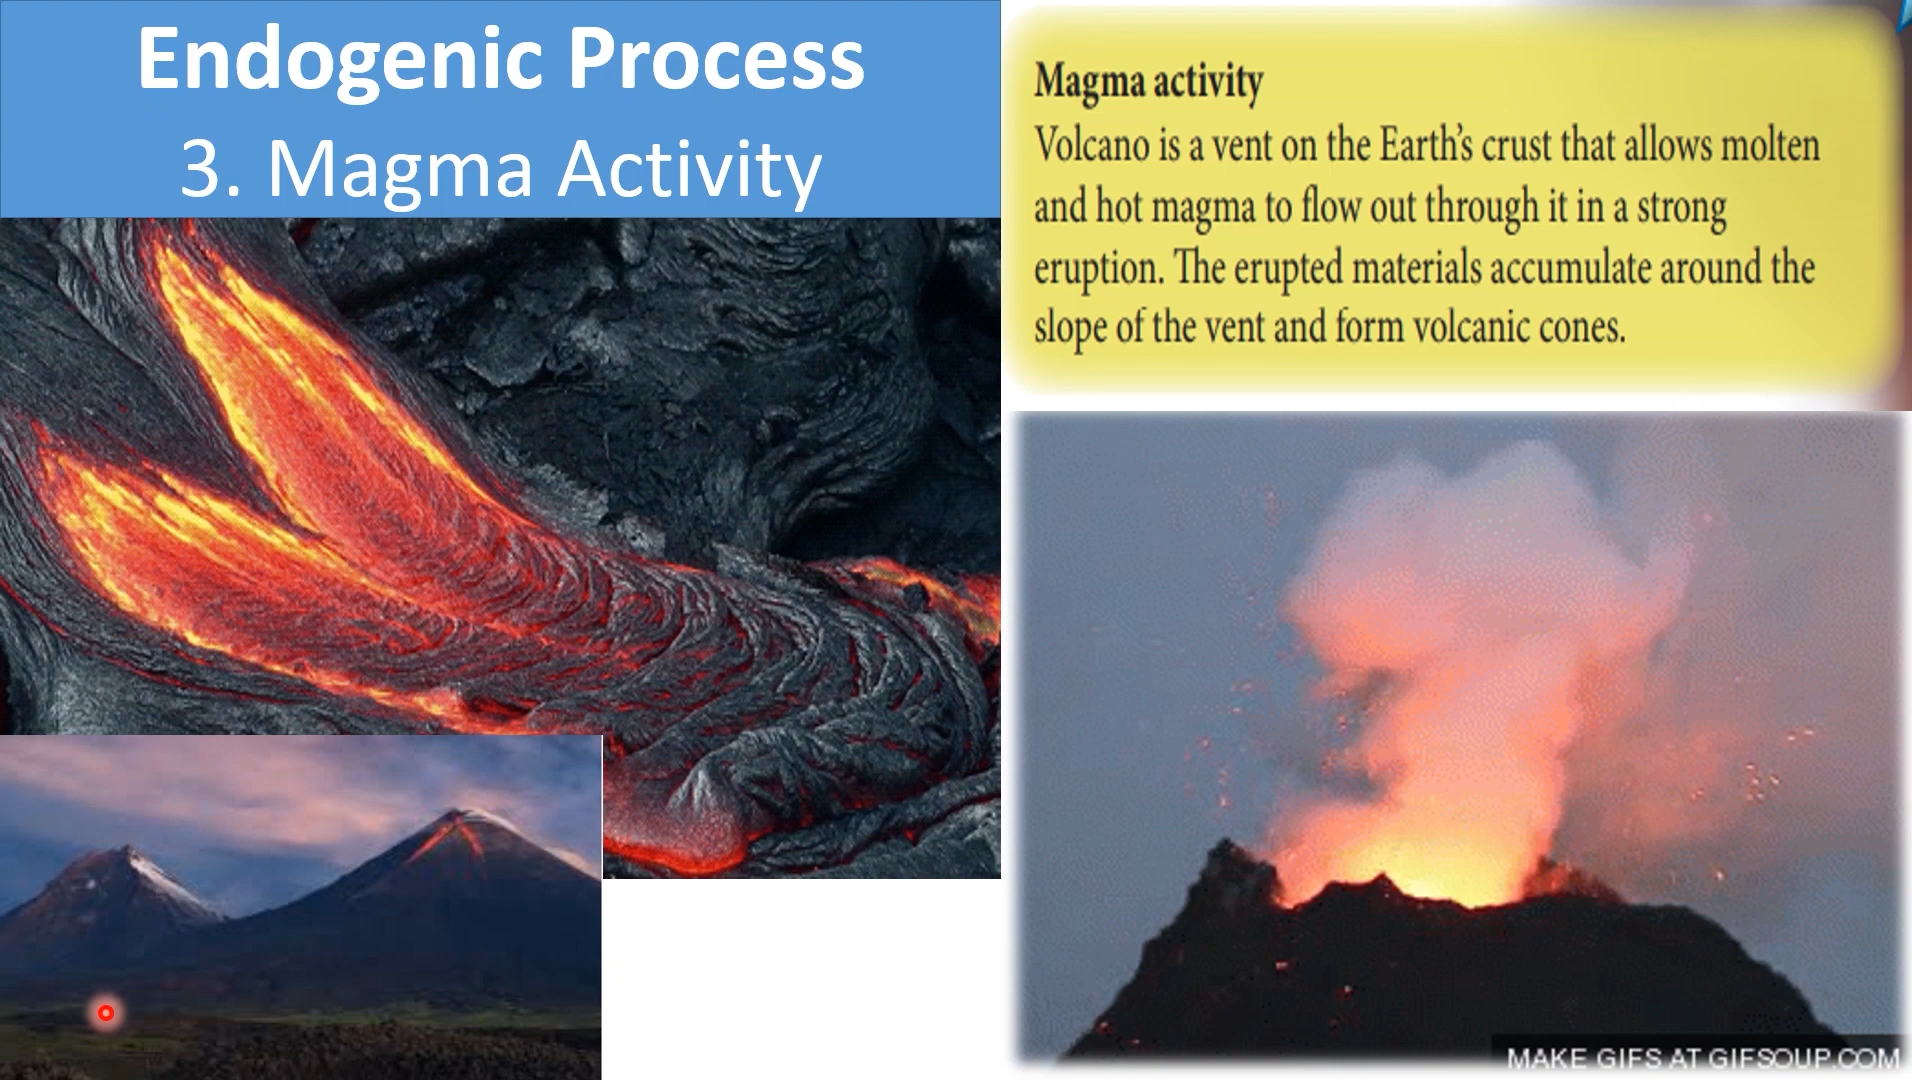 Endogenic Process
3. Magma Activity
Magma activity
Volcano is a vent on the Earth's crust that allows molten
and hot magma to flow out through it in a strong
eruption. The erupted materials accumulate around the
slope of the vent and form volcanic cones.
MAKE GIFS AT GIFSOUP.COM